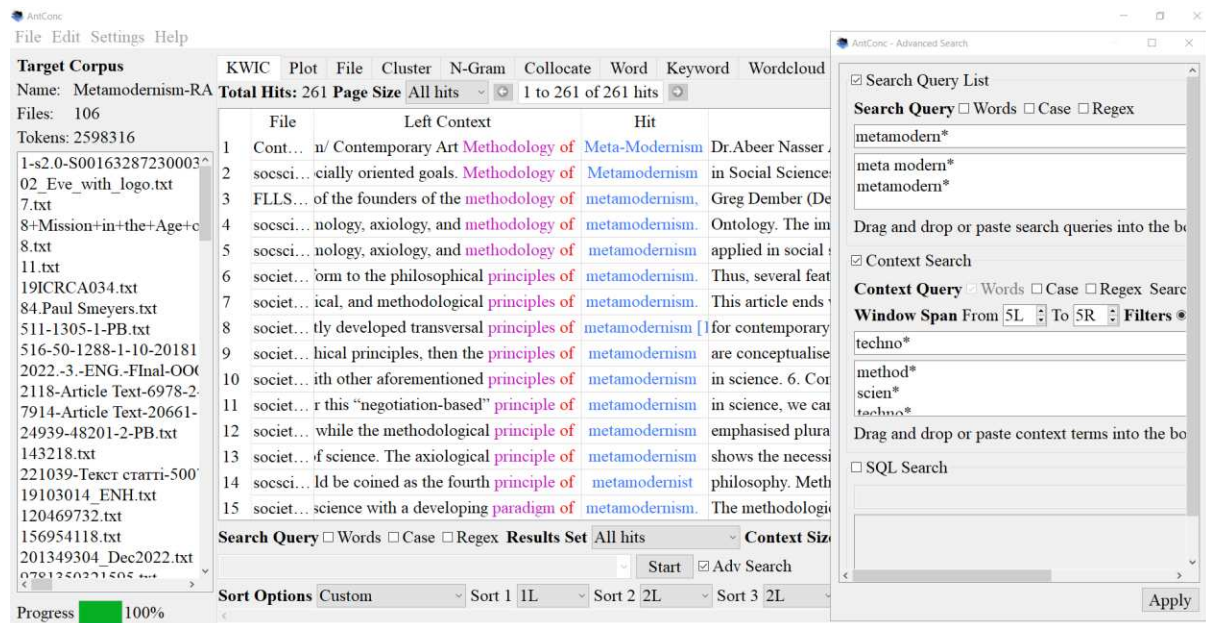 AntConc
File Edit Settings Help
Target Corpus
Name: Metamodernism-RA
Files: 106
Tokens: 2598316
1-s2.0-S00163287230003
02_Eve_with_logo.txt
7.txt
8+Mission+in+the+Age+o
8.txt
11.txt
19ICRCA034.txt
84.Paul Smeyers.txt
511-1305-1-PB.txt
516-50-1288-1-10-20181
2022.-3.-ENG.-FInal-OO
2118-Article Text-6978-2-
7914-Article Text-20661-
24939-48201-2-PB.txt
143218.txt
221039-Текст статті-500
19103014_ENH.txt
120469732.txt
156954118.txt
201349304_Dec2022.txt
9781350321595.txt
Progress 100%
KWIC Plot File Cluster N-Gram Collocate Word Keyword Wordcloud
Total Hits: 261 Page Size All hits 1 to 261 of 261 hits
File Left Context Hit
1 Cont… n/ Contemporary Art Methodology of Meta-Modernism Dr.Abeer Nasser
2 socsci… cially oriented goals. Methodology of Metamodernism in Social Science
3 FLLS… of the founders of the methodology of metamodernism, Greg Dember (De
4 socsci… nology, axiology, and methodology of metamodernism. Ontology. The im
5 socsci… nology, axiology, and methodology of metamodernism applied in social
6 societ… form to the philosophical principles of metamodernism. Thus, several feat
7 societ… ical, and methodological principles of metamodernism. This article ends
8 societ… tly developed transversal principles of metamodernism [1 for contemporary
9 societ… hical principles, then the principles of metamodernism are conceptualise
10 societ… ith other aforementioned principles of metamodernism in science. 6. Con
11 societ… r this “negotiation-based” principle of metamodernism in science, we can
12 societ… while the methodological principle of metamodernism emphasised plura
13 societ… of science. The axiological principle of metamodernism shows the necessi
14 socsci… ld be coined as the fourth principle of metamodernist philosophy. Meth
15 societ… science with a developing paradigm of metamodernism. The methodologi
Search Query Words Case Regex Results Set All hits Context Size
Start Adv Search
Sort Options Custom Sort 1 1L Sort 2 2L Sort 3 2L
AntConc - Advanced Search
Search Query List
Search Query Words Case Regex
metamodern*
meta modern*
metamodern*
Drag and drop or paste search queries into the bo
Context Search
Context Query Words Case Regex Searc
Window Span From 5L To 5R Filters
techno*
method*
scien*
techno*
Drag and drop or paste context terms into the bo
SQL Search
Apply